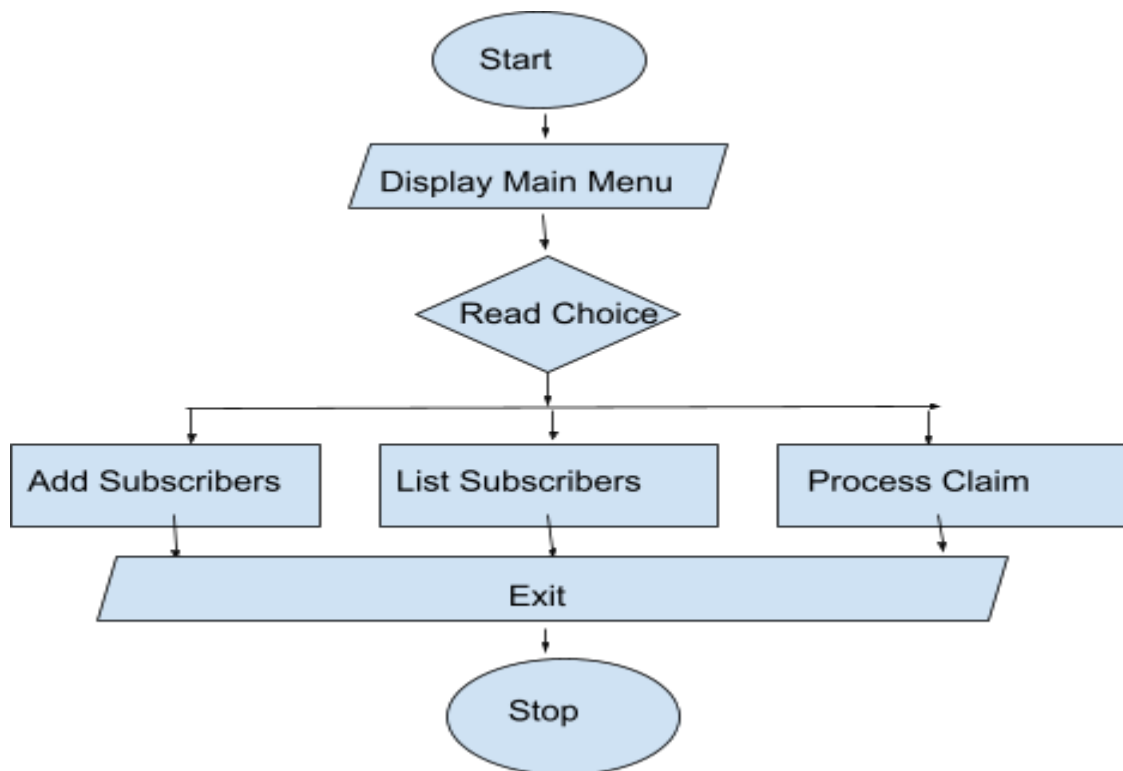 Start
Display Main Menu
Read Choice
Add Subscribers
List Subscribers
Process Claim
Exit
Stop